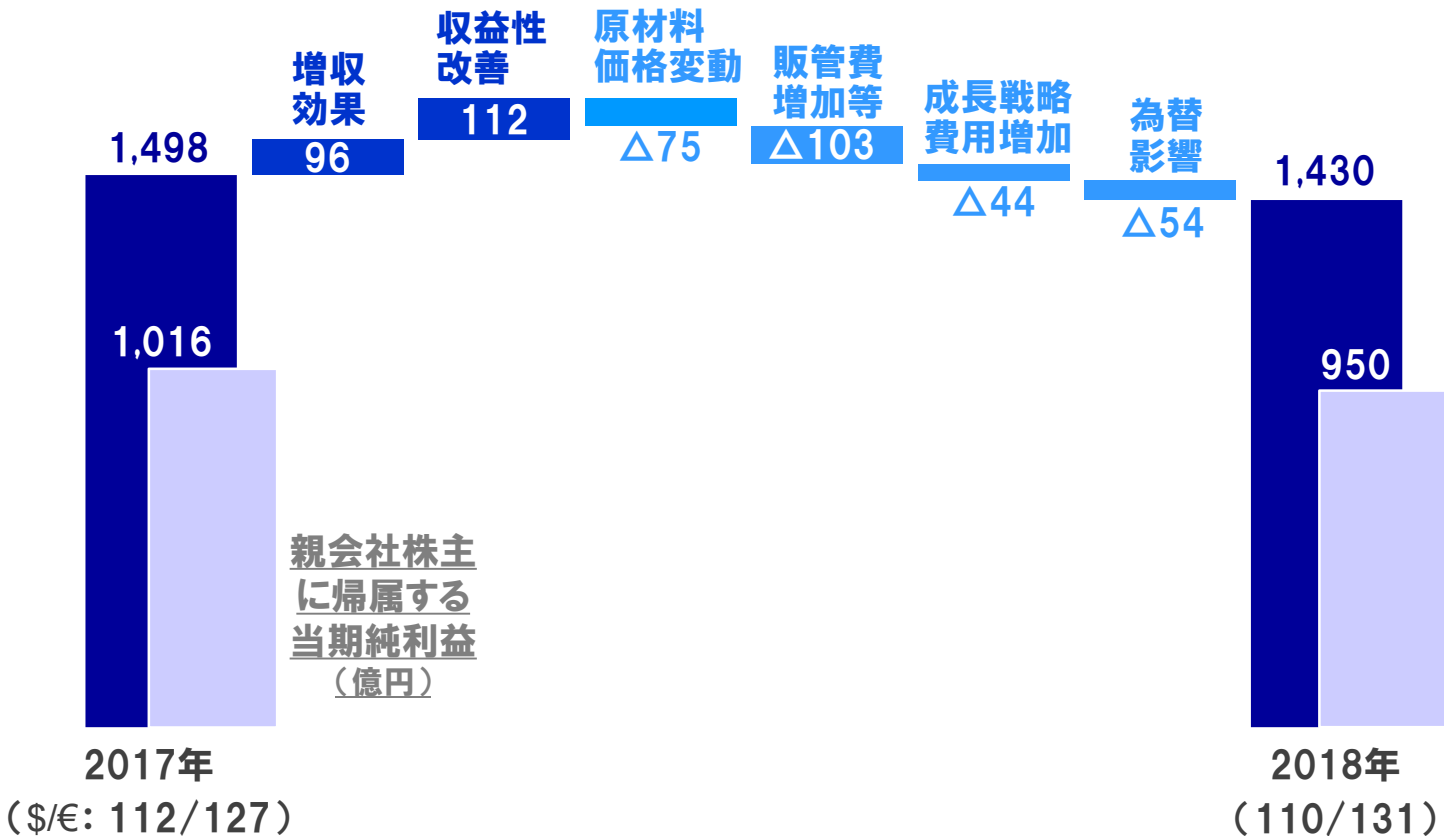 1,498
増収
効果
96
収益性
改善
112
原材料
価格変動
△75
販管費
増加等
△103
成長戦略
費用増加
△44
為替
影響
△54
1,430
1,016
950
親会社株主
に帰属する
当期純利益
（億円）
2017年
（$/€: 112/127）
2018年
（110/131）